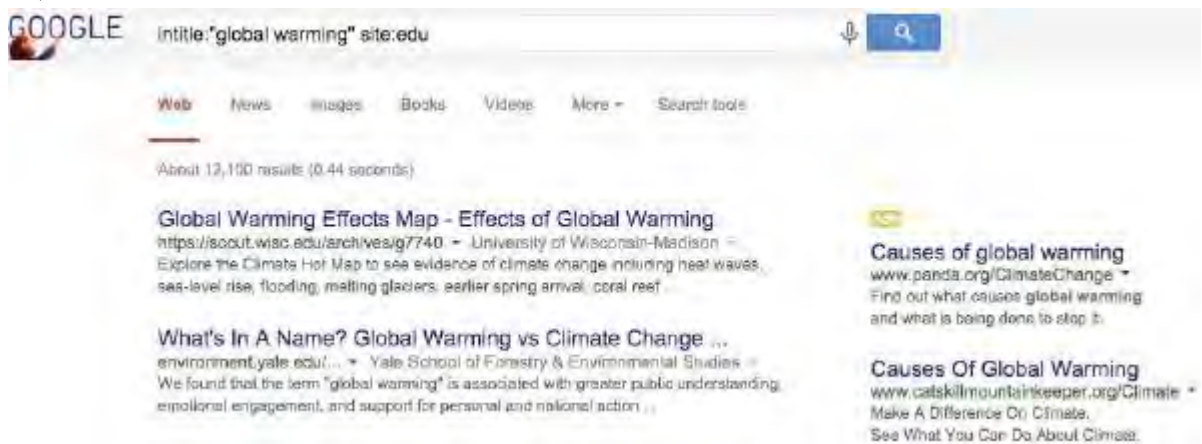 GOOGLE
intitle:"global warming" site:edu
Web News Images Books Videos More Search tools
About 12,100 results (0.44 seconds)
Global Warming Effects Map - Effects of Global Warming
https://scout.wisc.edu/archives/g7740 University of Wisconsin-Madison
Explore the Climate Hot Map to see evidence of climate change including heat waves,
sea-level rise, flooding, melting glaciers, earlier spring arrival, coral reef
What's In A Name? Global Warming vs Climate Change ...
environment.yale.edu/... Yale School of Forestry & Environmental Studies
We found that the term "global warming" is associated with greater public understanding,
emotional engagement, and support for personal and national action ...
Causes of global warming
www.panda.org/ClimateChange
Find out what causes global warming
and what is being done to stop it.
Causes Of Global Warming
www.catskillmountainkeeper.org/Climate
Make A Difference On Climate.
See What You Can Do About Climate.